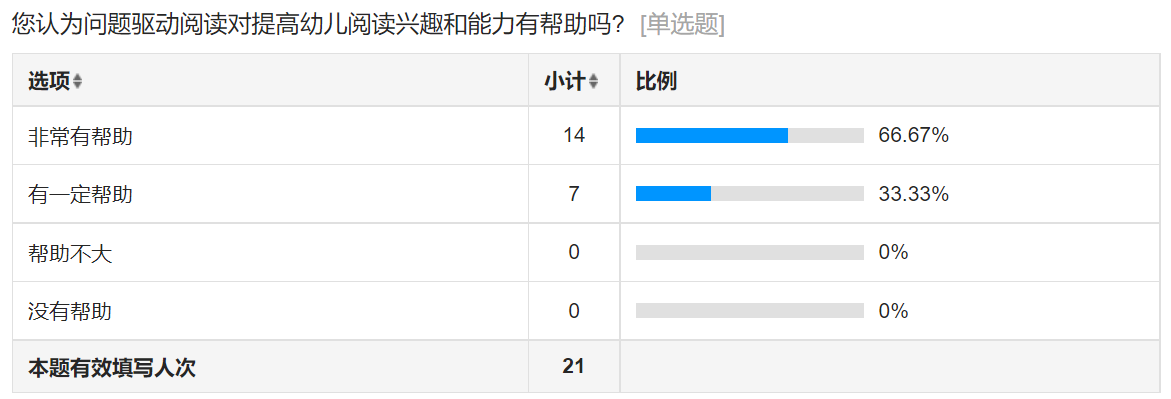 您认为问题驱动阅读对提高幼儿阅读兴趣和能力有帮助吗? [单选题]
选项 小计 比例
非常有帮助 14 66.67%
有一定帮助 7 33.33%
帮助不大 0 0%
没有帮助 0 0%
本题有效填写人次 21